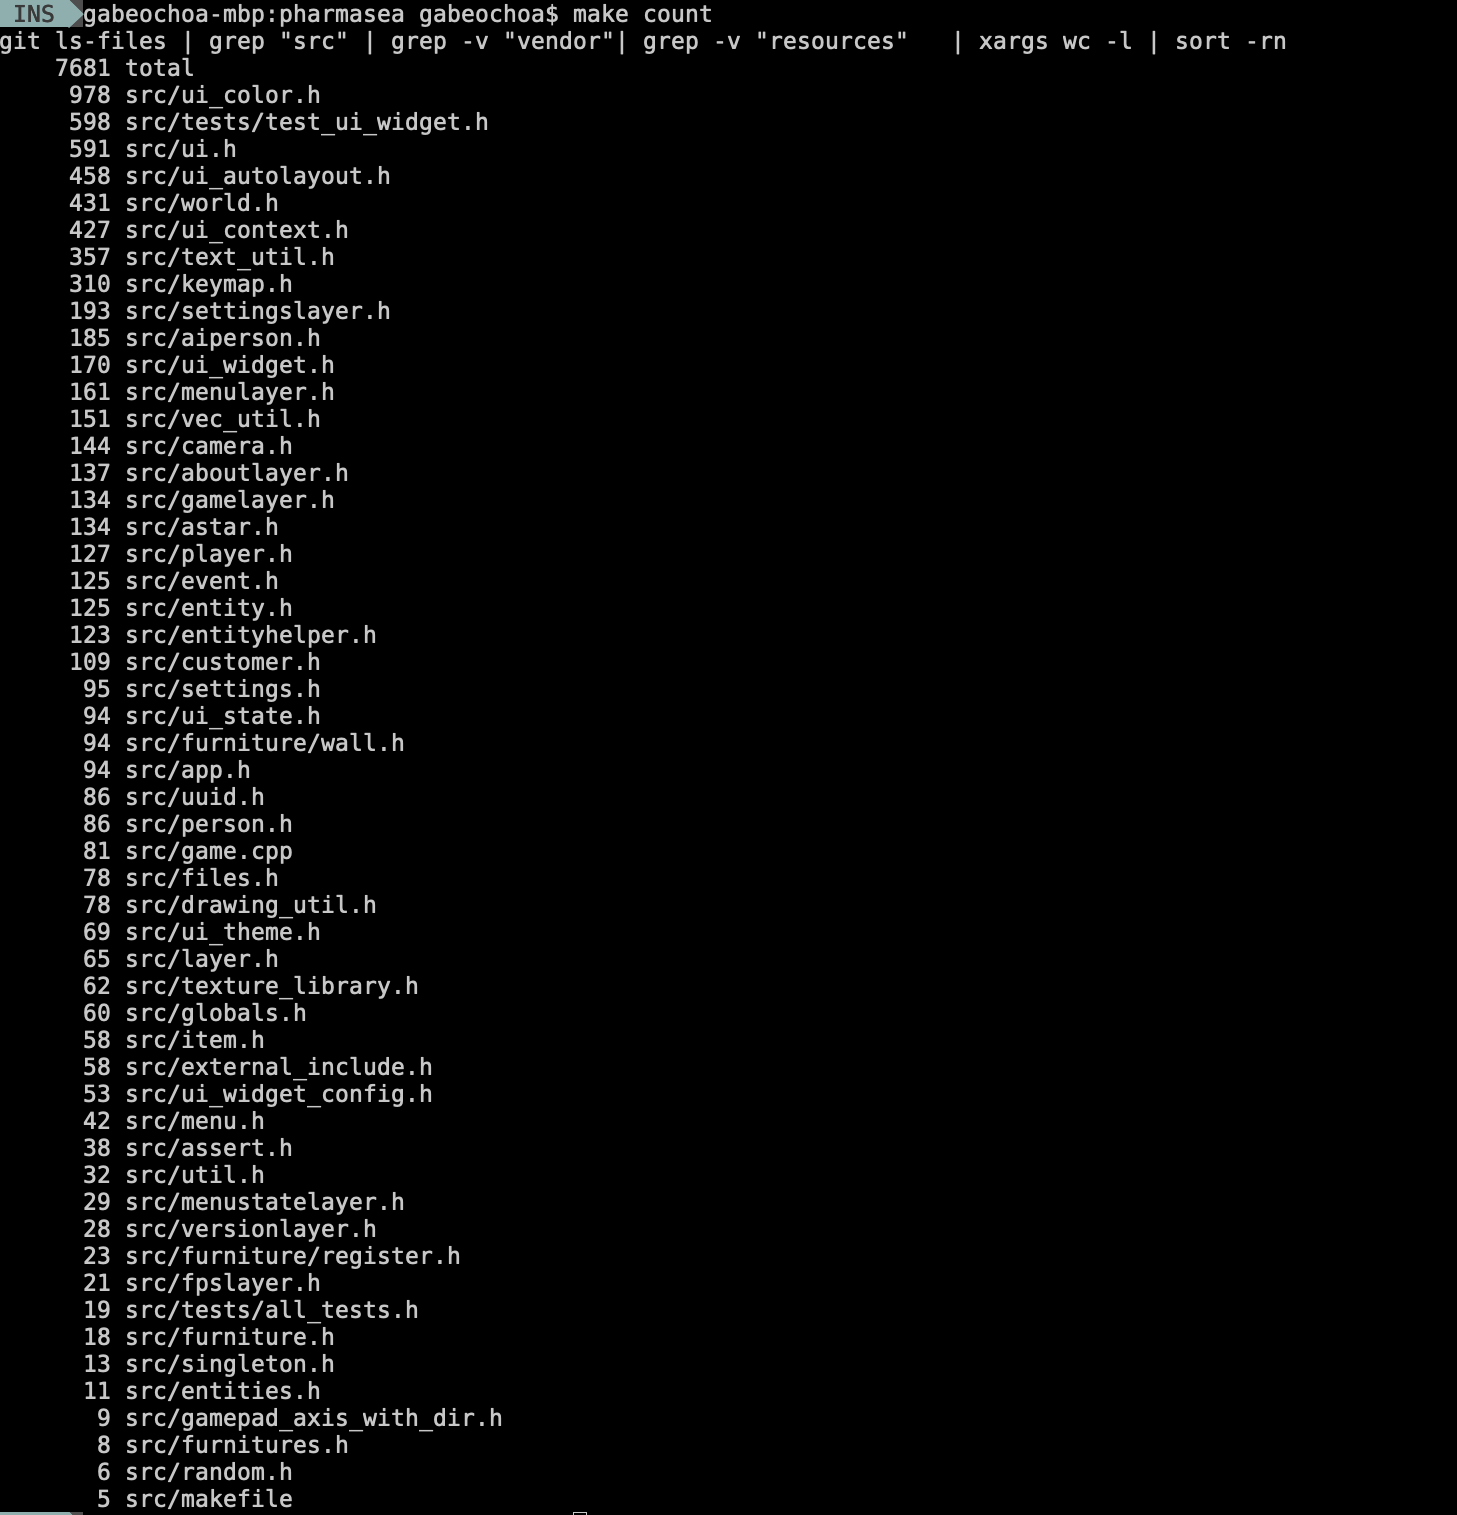 INS gabeochoa-mbp:pharmasea gabeochoa$ make count
git ls-files | grep "src" | grep -v "vendor"| grep -v "resources"   | xargs wc -l | sort -rn
7681 total
978 src/ui_color.h
598 src/tests/test_ui_widget.h
591 src/ui.h
458 src/ui_autolayout.h
431 src/world.h
427 src/ui_context.h
357 src/text_util.h
310 src/keymap.h
193 src/settingslayer.h
185 src/aiperson.h
170 src/ui_widget.h
161 src/menulayer.h
151 src/vec_util.h
144 src/camera.h
137 src/aboutlayer.h
134 src/gamelayer.h
134 src/astar.h
127 src/player.h
125 src/event.h
125 src/entity.h
123 src/entityhelper.h
109 src/customer.h
95 src/settings.h
94 src/ui_state.h
94 src/furniture/wall.h
94 src/app.h
86 src/uuid.h
86 src/person.h
81 src/game.cpp
78 src/files.h
78 src/drawing_util.h
69 src/ui_theme.h
65 src/layer.h
62 src/texture_library.h
60 src/globals.h
58 src/item.h
58 src/external_include.h
53 src/ui_widget_config.h
42 src/menu.h
38 src/assert.h
32 src/util.h
29 src/menustatelayer.h
28 src/versionlayer.h
23 src/furniture/register.h
21 src/fpslayer.h
19 src/tests/all_tests.h
18 src/furniture.h
13 src/singleton.h
11 src/entities.h
9 src/gamepad_axis_with_dir.h
8 src/furnitures.h
6 src/random.h
5 src/makefile